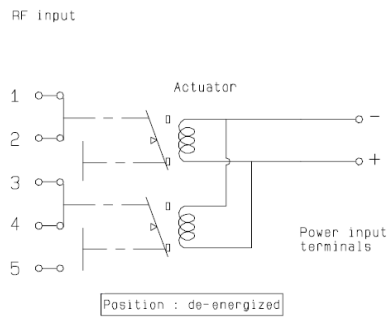 RF input
Actuator
1
2
3
4
5
-
+
Power input
terminals
Position : de-energized